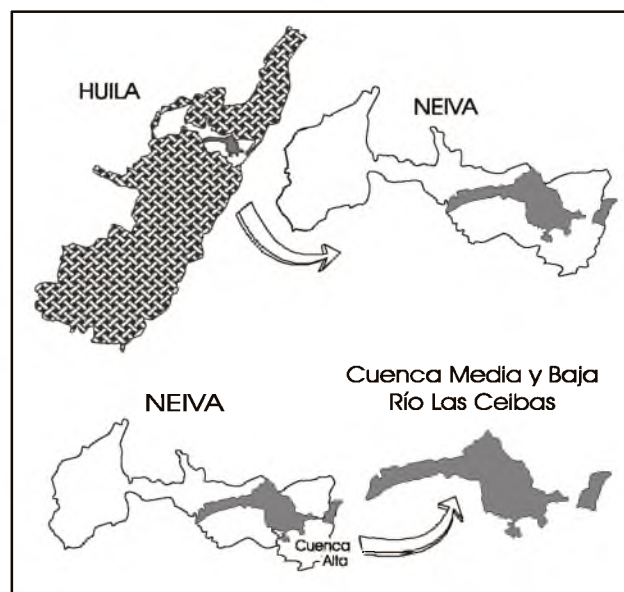 HUILA
NEIVA
NEIVA
Cuenca Media y Baja
Río Las Ceibas
Cuenca
Alta